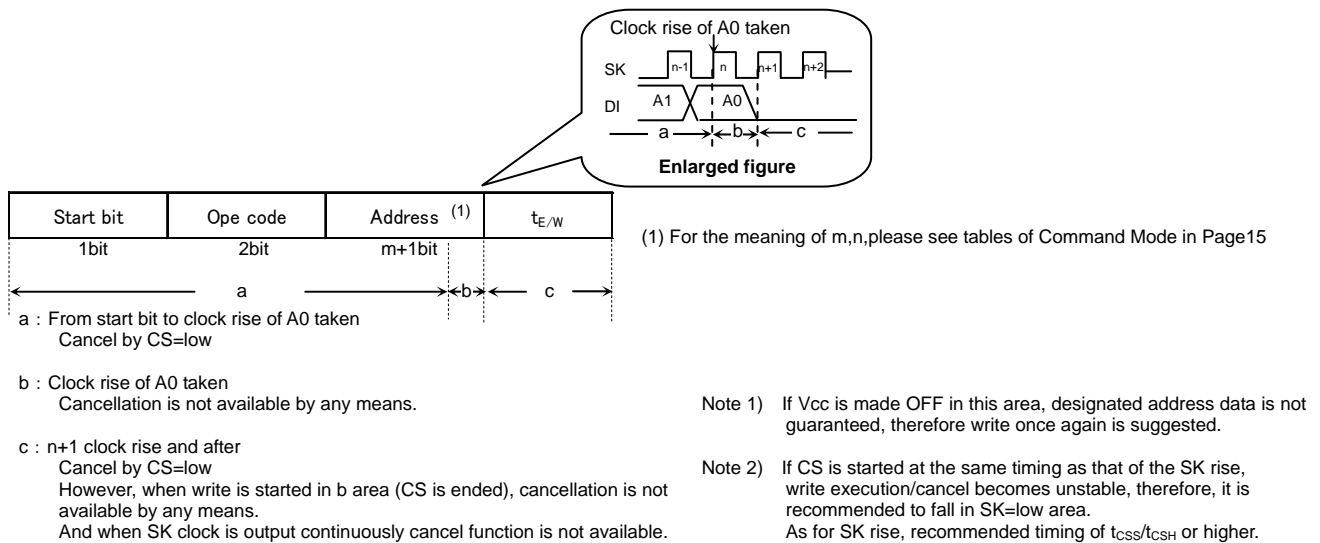 Clock rise of A0 taken
SK n-1 n n+1 n+2
DI A1 A0
a b c
Enlarged figure
Start bit Ope code Address (1) tE/W
1bit 2bit m+1bit
(1) For the meaning of m,n,please see tables of Command Mode in Page15
a b c
a : From start bit to clock rise of A0 taken
Cancel by CS=low
b : Clock rise of A0 taken
Cancellation is not available by any means.
c : n+1 clock rise and after
Cancel by CS=low
However, when write is started in b area (CS is ended), cancellation is not
available by any means.
And when SK clock is output continuously cancel function is not available.
Note 1) If Vcc is made OFF in this area, designated address data is not
guaranteed, therefore write once again is suggested.
Note 2) If CS is started at the same timing as that of the SK rise,
write execution/cancel becomes unstable, therefore, it is
recommended to fall in SK=low area.
As for SK rise, recommended timing of tCSS/tCSH or higher.